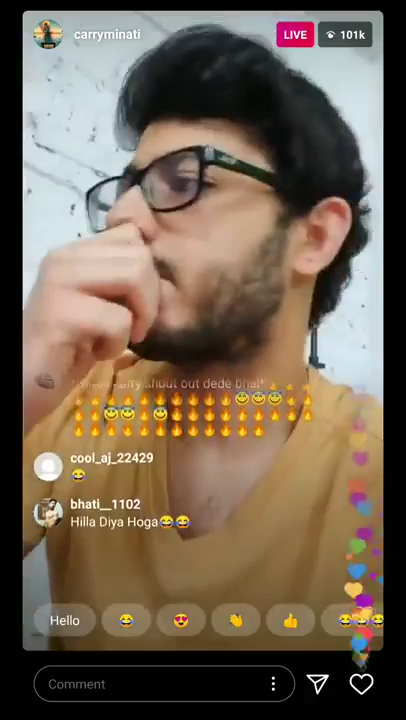 carryminati
LIVE
101k
shout out dede bhai*
🔥🔥🔥🔥🔥🔥🔥🔥🔥🔥😇😇😇🔥🔥
🔥🔥😇😇🔥😇🔥🔥🔥🔥🔥🔥🔥🔥🔥
🔥🔥🔥🔥🔥🔥🔥🔥🔥🔥🔥🔥
cool_aj_22429
😂
bhati__1102
Hilla Diya Hoga😂😂
Hello 😂 😍 👏 👍 😂😂😂
Comment